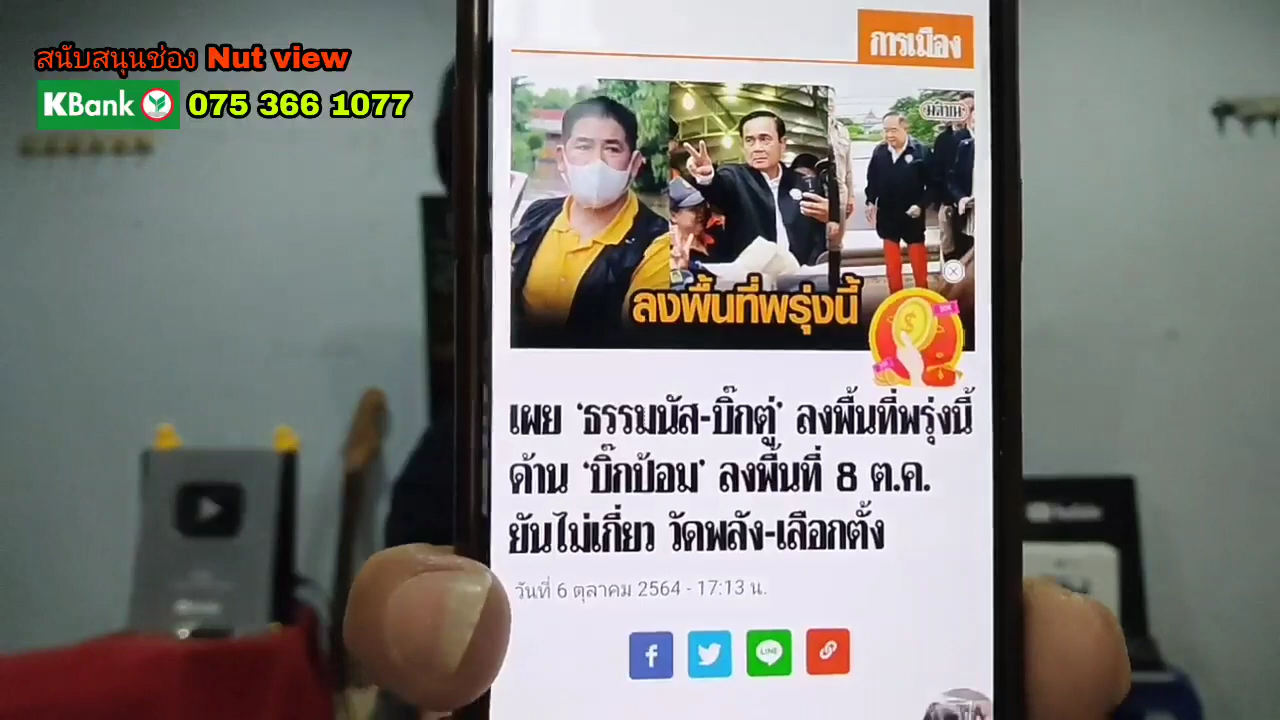 สนับสนุนช่อง Nut view
KBank 075 366 1077
การเมือง
มติชน
ลงพื้นที่พรุ่งนี้
เผย ‘ธรรมนัส-บิ๊กตู่’ ลงพื้นที่พรุ่งนี้
ด้าน ‘บิ๊กป้อม’ ลงพื้นที่ 8 ต.ค.
ยันไม่เกี่ยว วัดพลัง-เลือกตั้ง
วันที่ 6 ตุลาคม 2564 - 17:13 น.
LINE